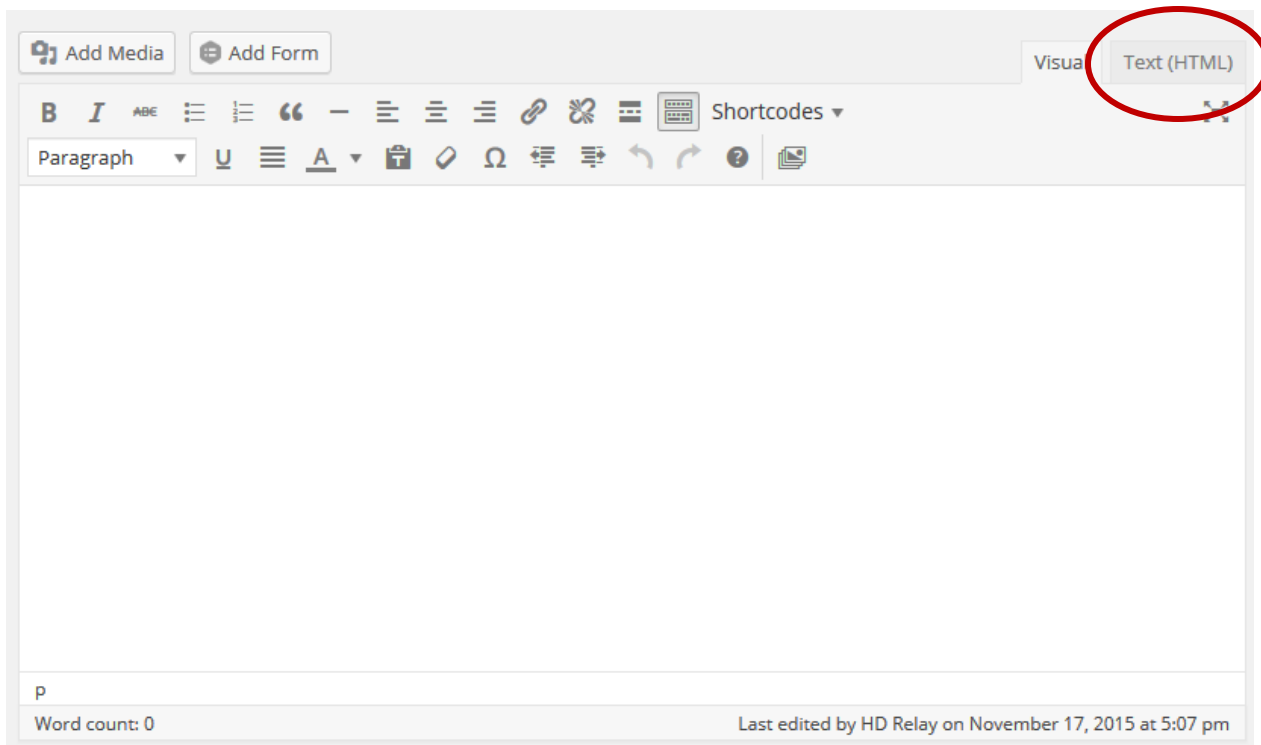 Add Media Add Form
Visual Text (HTML)
B I ABE Shortcodes
Paragraph U A T Ω ?
p
Word count: 0 Last edited by HD Relay on November 17, 2015 at 5:07 pm